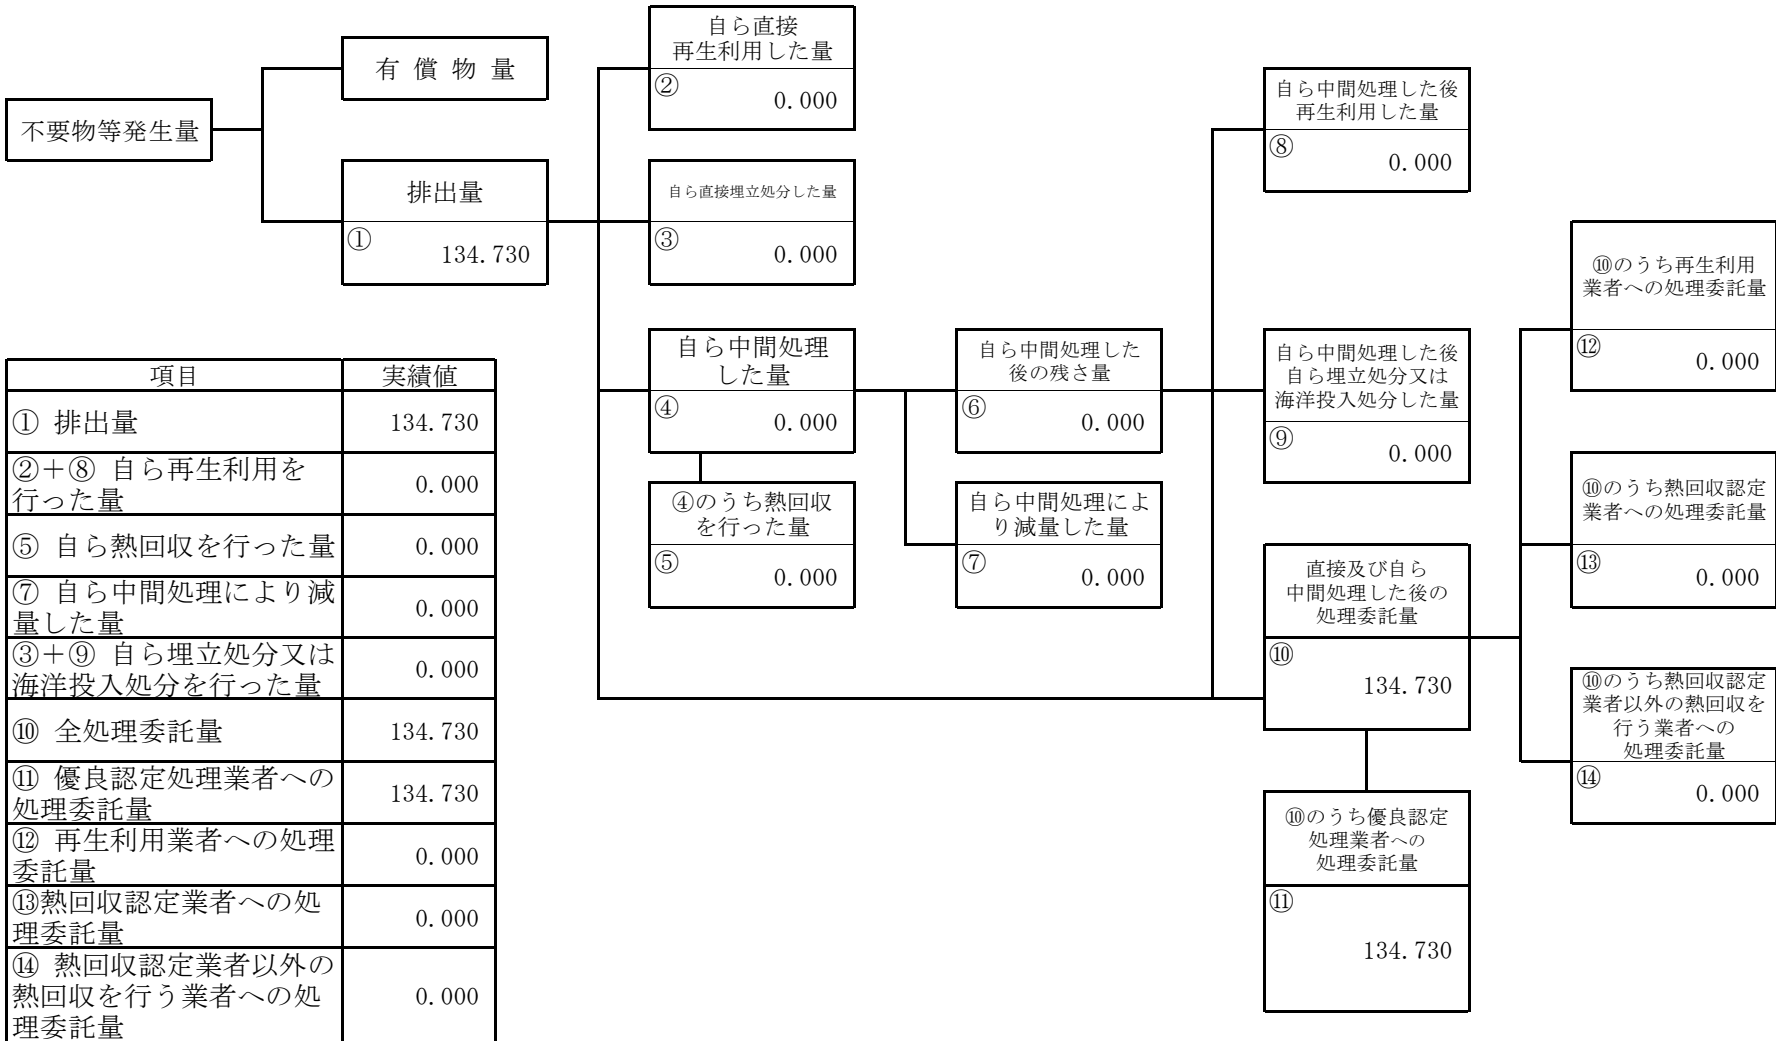 不要物等発生量
有 償 物 量
排出量
①
134.730
自ら直接
再生利用した量
②
0.000
自ら直接埋立処分した量
③
0.000
自ら中間処理
した量
④
0.000
④のうち熱回収
を行った量
⑤
0.000
自ら中間処理した
後の残さ量
⑥
0.000
自ら中間処理によ
り減量した量
⑦
0.000
自ら中間処理した後
再生利用した量
⑧
0.000
自ら中間処理した後
自ら埋立処分又は
海洋投入処分した量
⑨
0.000
直接及び自ら
中間処理した後の
処理委託量
⑩
134.730
⑩のうち優良認定
処理業者への
処理委託量
⑪
134.730
⑩のうち再生利用
業者への処理委託量
⑫
0.000
⑩のうち熱回収認定
業者への処理委託量
⑬
0.000
⑩のうち熱回収認定
業者以外の熱回収を
行う業者への
処理委託量
⑭
0.000
項目 実績値
① 排出量 134.730
②＋⑧ 自ら再生利用を
行った量 0.000
⑤ 自ら熱回収を行った量 0.000
⑦ 自ら中間処理により減
量した量 0.000
③＋⑨ 自ら埋立処分又は
海洋投入処分を行った量 0.000
⑩ 全処理委託量 134.730
⑪ 優良認定処理業者への
処理委託量 134.730
⑫ 再生利用業者への処理
委託量 0.000
⑬熱回収認定業者への処
理委託量 0.000
⑭ 熱回収認定業者以外の
熱回収を行う業者への処
理委託量 0.000